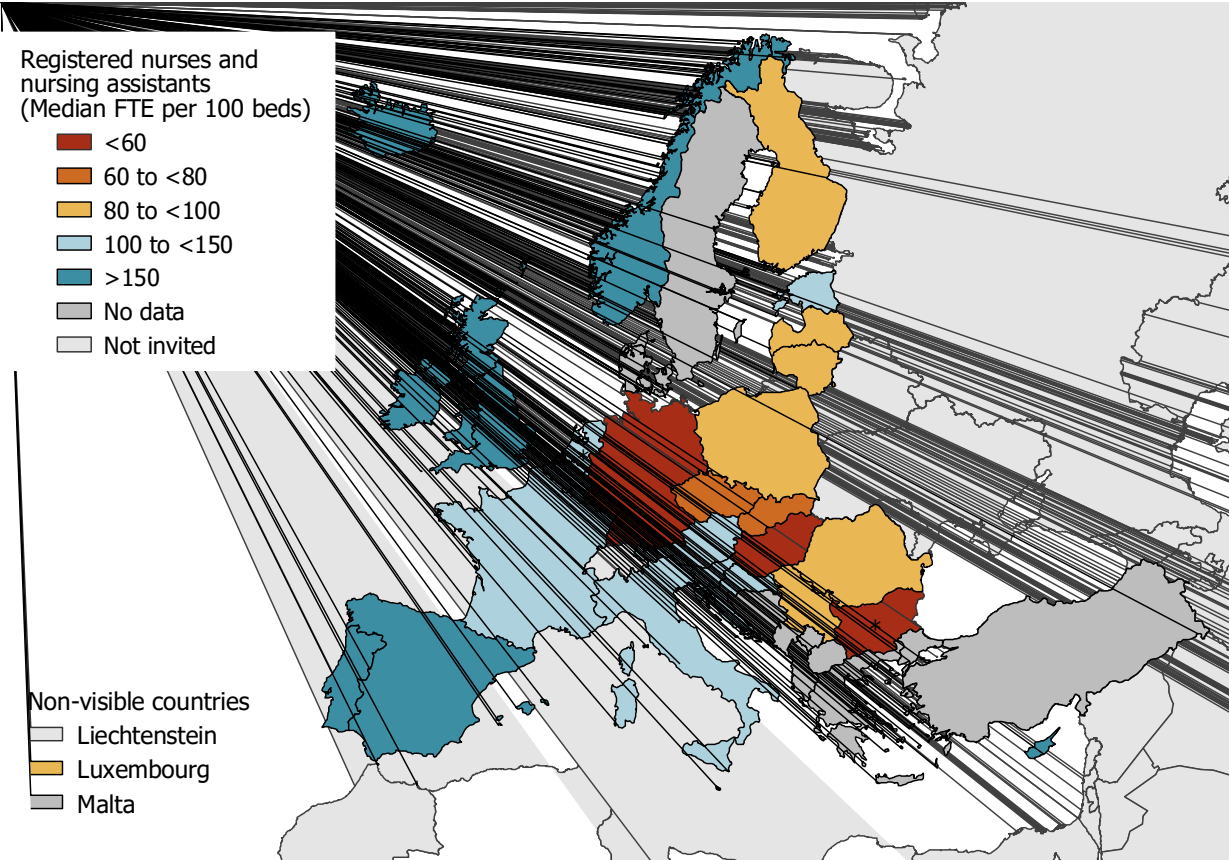 Registered nurses and
nursing assistants
(Median FTE per 100 beds)
<60
60 to <80
80 to <100
100 to <150
>150
No data
Not invited
Non-visible countries
Liechtenstein
Luxembourg
Malta